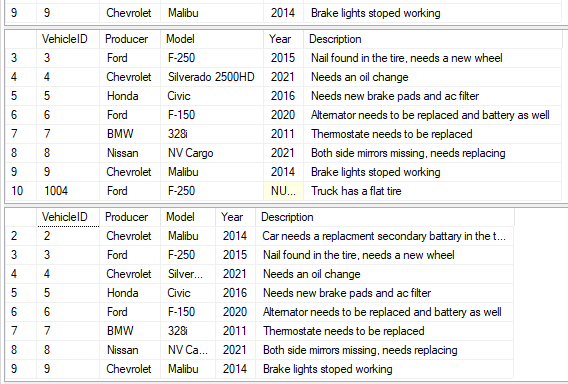 9 9 Chevrolet Malibu 2014 Brake lights stoped working
VehicleID Producer Model Year Description
3 3 Ford F-250 2015 Nail found in the tire, needs a new wheel
4 4 Chevrolet Silverado 2500HD 2021 Needs an oil change
5 5 Honda Civic 2016 Needs new brake pads and ac filter
6 6 Ford F-150 2020 Alternator needs to be replaced and battery as well
7 7 BMW 328i 2011 Thermostate needs to be replaced
8 8 Nissan NV Cargo 2021 Both side mirrors missing, needs replacing
9 9 Chevrolet Malibu 2014 Brake lights stoped working
10 1004 Ford F-250 NU... Truck has a flat tire
VehicleID Producer Model Year Description
2 2 Chevrolet Malibu 2014 Car needs a replacment secondary battary in the t...
3 3 Ford F-250 2015 Nail found in the tire, needs a new wheel
4 4 Chevrolet Silver... 2021 Needs an oil change
5 5 Honda Civic 2016 Needs new brake pads and ac filter
6 6 Ford F-150 2020 Alternator needs to be replaced and battery as well
7 7 BMW 328i 2011 Thermostate needs to be replaced
8 8 Nissan NV Ca... 2021 Both side mirrors missing, needs replacing
9 9 Chevrolet Malibu 2014 Brake lights stoped working